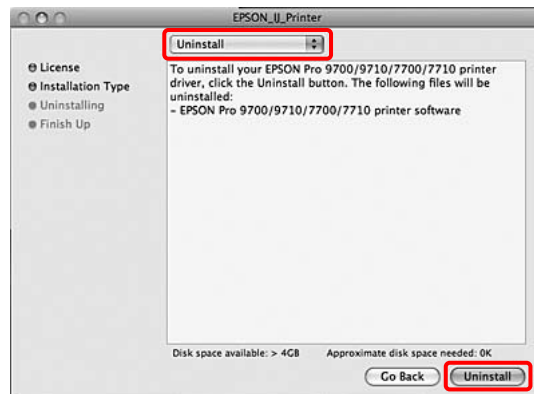 EPSON_IJ_Printer
Uninstall
License
Installation Type
Uninstalling
Finish Up
To uninstall your EPSON Pro 9700/9710/7700/7710 printer
driver, click the Uninstall button. The following files will be
uninstalled:
- EPSON Pro 9700/9710/7700/7710 printer software
Disk space available: > 4GB
Approximate disk space needed: 0K
Go Back
Uninstall